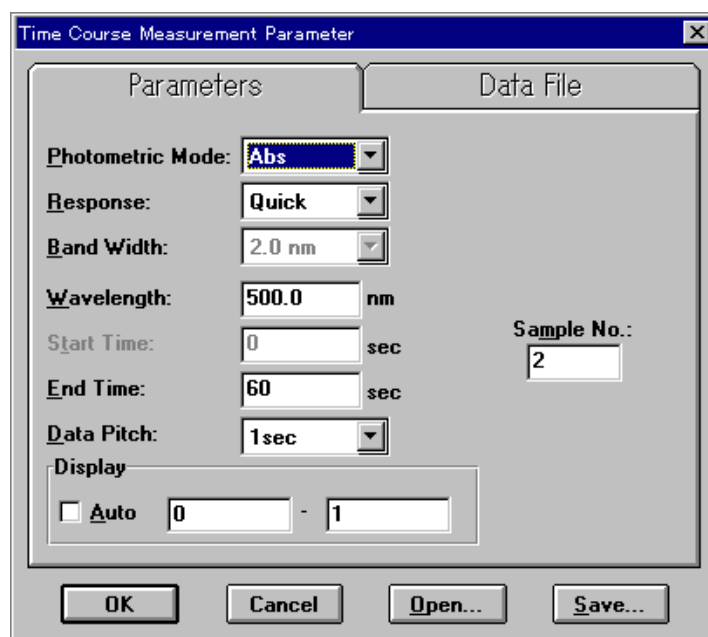 Time Course Measurement Parameter
Parameters Data File
Photometric Mode: Abs
Response: Quick
Band Width: 2.0 nm
Wavelength: 500.0 nm
Start Time: 0 sec
Sample No.:
2
End Time: 60 sec
Data Pitch: 1sec
Display
Auto 0 - 1
OK Cancel Open... Save...